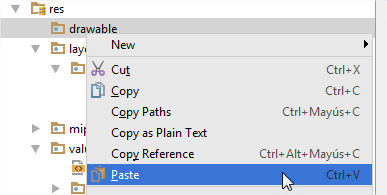 res
drawable
layo
New
Cut Ctrl+X
Copy Ctrl+C
Copy Paths Ctrl+Mayús+C
Copy as Plain Text
mip
Copy Reference Ctrl+Alt+Mayús+C
valu
Paste Ctrl+V